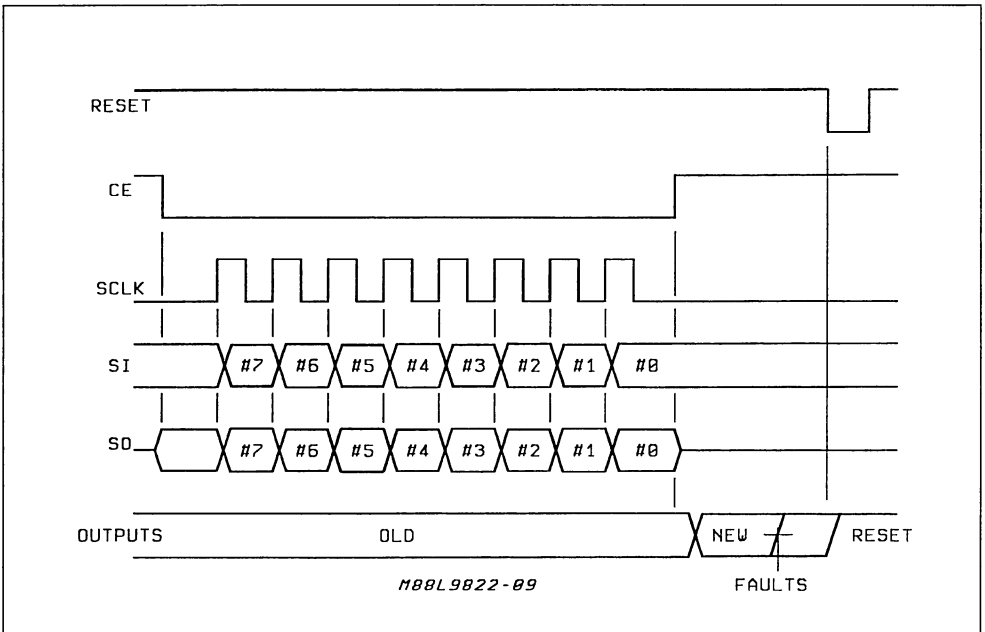 RESET
CE
SCLK
SI #7 #6 #5 #4 #3 #2 #1 #0
SO #7 #6 #5 #4 #3 #2 #1 #0
OUTPUTS OLD NEW RESET
M88L9822-09 FAULTS